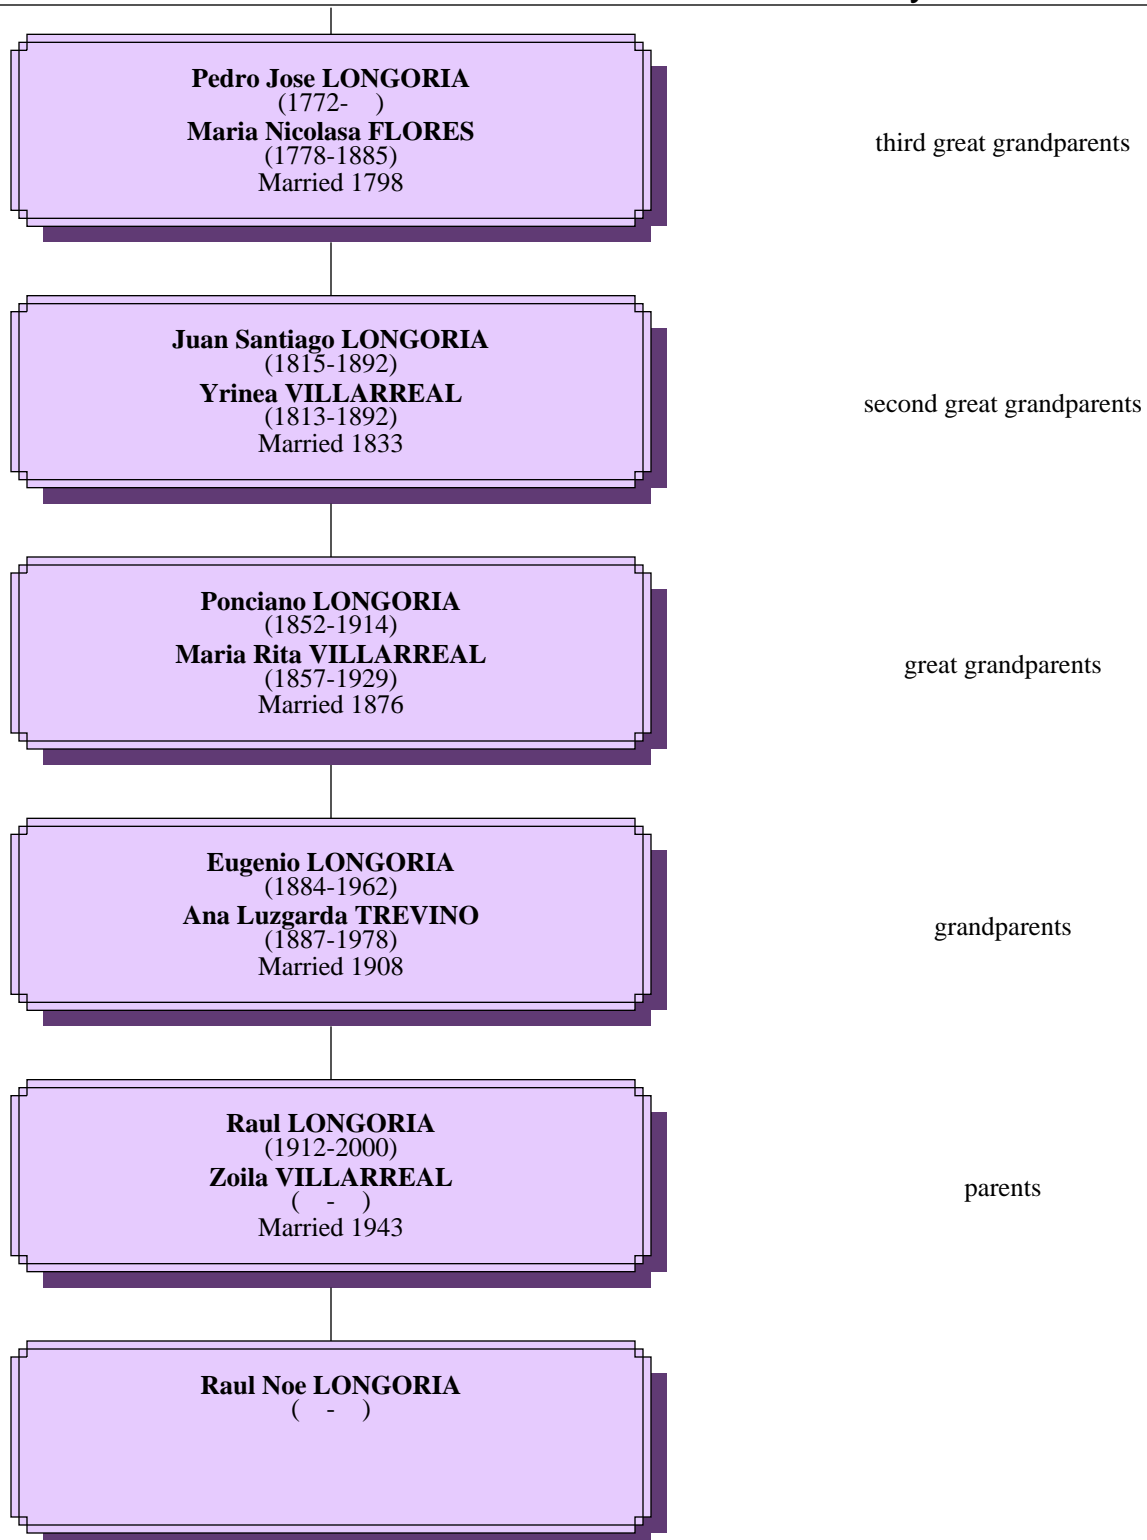 Pedro Jose LONGORIA
(1772-    )
Maria Nicolasa FLORES
(1778-1885)
Married 1798
third great grandparents
Juan Santiago LONGORIA
(1815-1892)
Yrinea VILLARREAL
(1813-1892)
Married 1833
second great grandparents
Ponciano LONGORIA
(1852-1914)
Maria Rita VILLARREAL
(1857-1929)
Married 1876
great grandparents
Eugenio LONGORIA
(1884-1962)
Ana Luzgarda TREVINO
(1887-1978)
Married 1908
grandparents
Raul LONGORIA
(1912-2000)
Zoila VILLARREAL
(    -    )
Married 1943
parents
Raul Noe LONGORIA
(    -    )